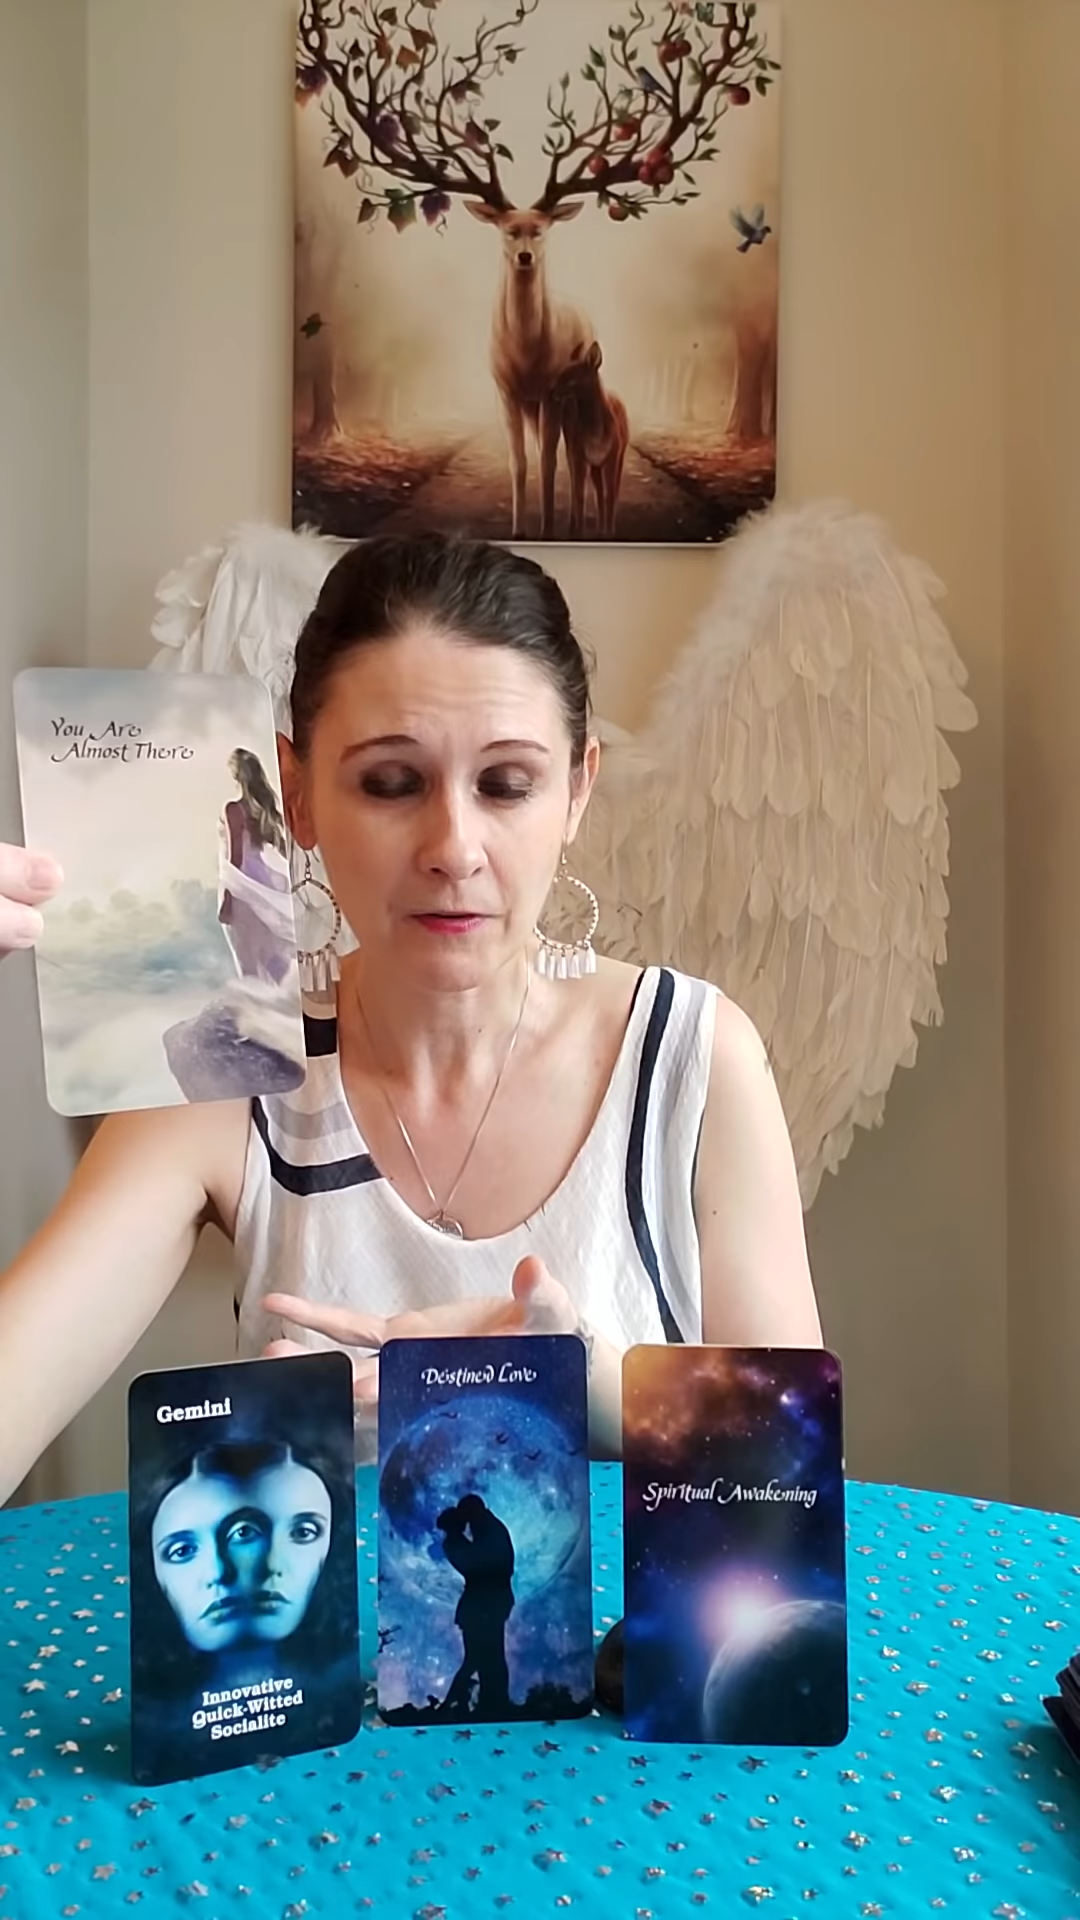 You Are
Almost There
Gemini
Innovative
Quick-Witted
Socialite
Destined Love
Spiritual Awakening